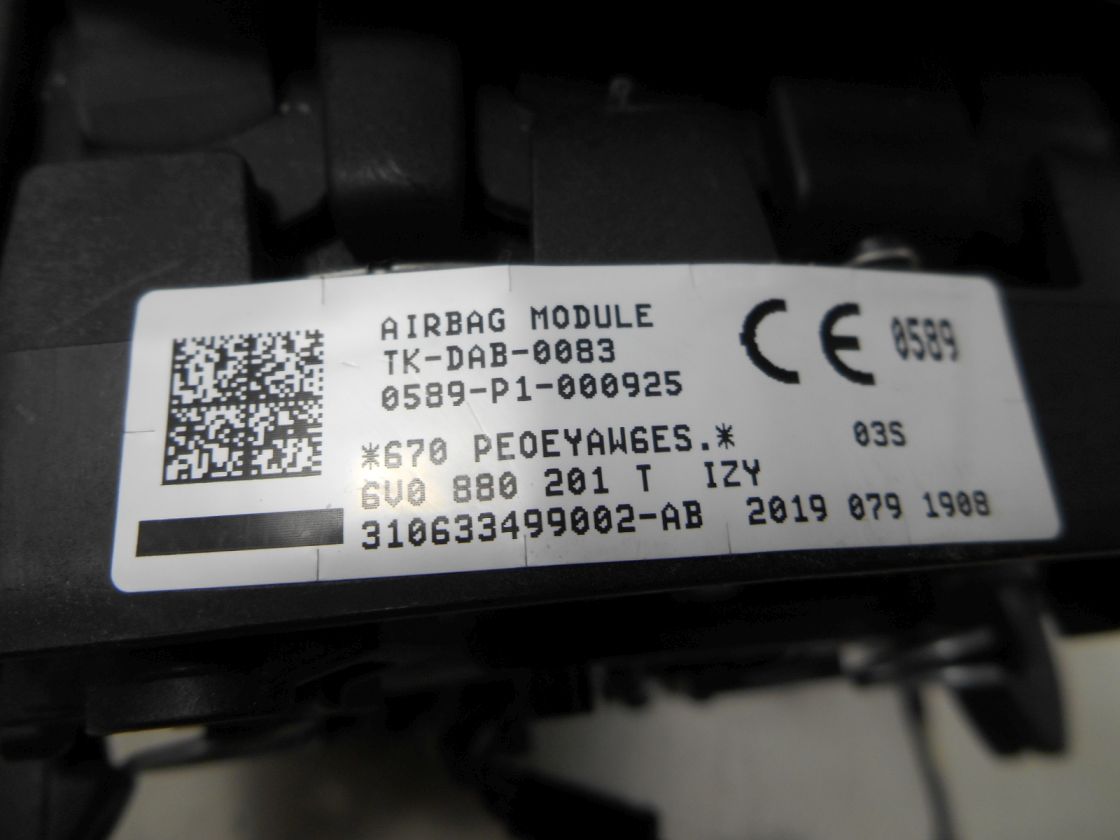 AIRBAG MODULE
TK-DAB-0083
0589-P1-000925
CE 0589
*670 PEOEYAW6ES.* 03S
6V0 880 201 T IZY
310633499002-AB 2019 079 1908